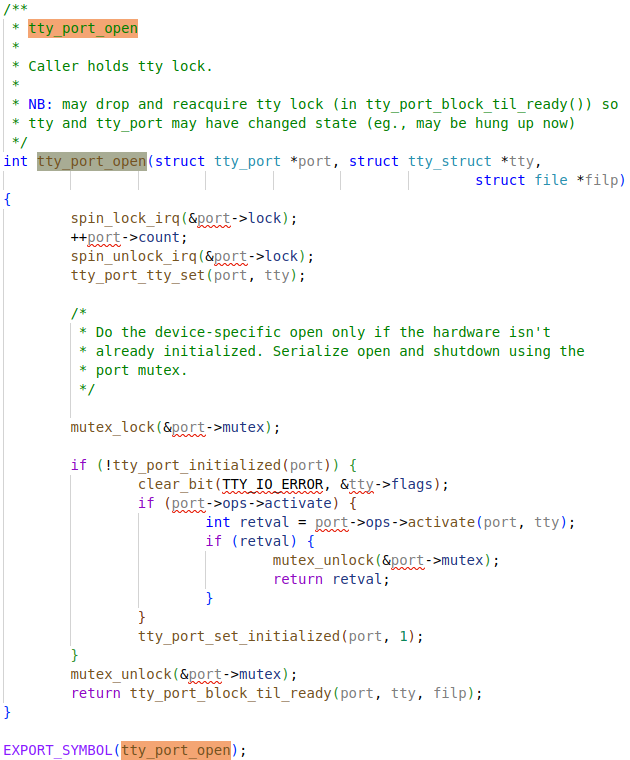 /**
 * tty_port_open
 *
 * Caller holds tty lock.
 *
 * NB: may drop and reacquire tty lock (in tty_port_block_til_ready()) so
 * tty and tty_port may have changed state (eg., may be hung up now)
 */
int tty_port_open(struct tty_port *port, struct tty_struct *tty,
                                                        struct file *filp)
{
        spin_lock_irq(&port->lock);
        ++port->count;
        spin_unlock_irq(&port->lock);
        tty_port_tty_set(port, tty);

        /*
         * Do the device-specific open only if the hardware isn't
         * already initialized. Serialize open and shutdown using the
         * port mutex.
         */

        mutex_lock(&port->mutex);

        if (!tty_port_initialized(port)) {
                clear_bit(TTY_IO_ERROR, &tty->flags);
                if (port->ops->activate) {
                        int retval = port->ops->activate(port, tty);
                        if (retval) {
                                mutex_unlock(&port->mutex);
                                return retval;
                        }
                }
                tty_port_set_initialized(port, 1);
        }
        mutex_unlock(&port->mutex);
        return tty_port_block_til_ready(port, tty, filp);
}

EXPORT_SYMBOL(tty_port_open);